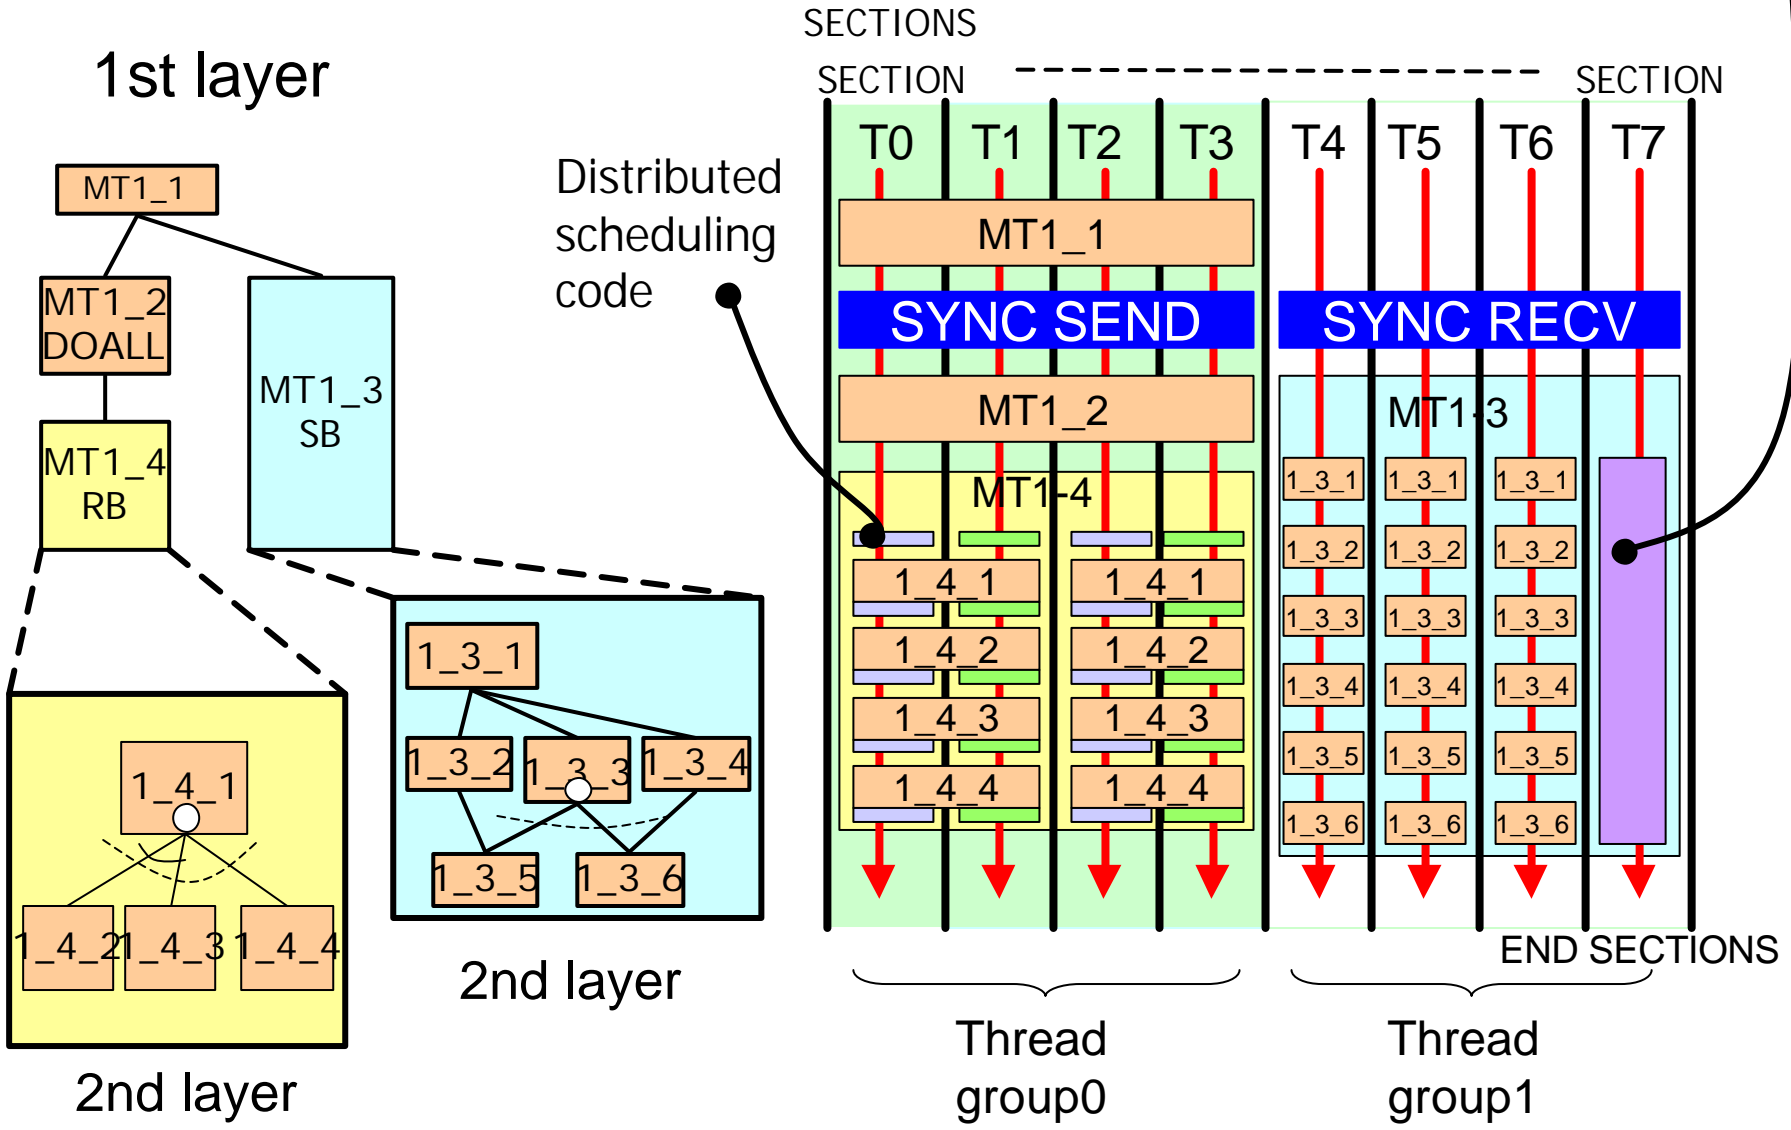 1st layer
MT1_1
MT1_2
DOALL
MT1_3
SB
MT1_4
RB
1_4_1
1_4_2
1_4_3
1_4_4
2nd layer
1_3_1
1_3_2
1_3_3
1_3_4
1_3_5
1_3_6
2nd layer
Distributed
scheduling
code
SECTIONS
SECTION
SECTION
T0 T1 T2 T3 T4 T5 T6 T7
MT1_1
SYNC SEND
SYNC RECV
MT1_2
MT1-3
MT1-4
1_4_1 1_4_1
1_4_2 1_4_2
1_4_3 1_4_3
1_4_4 1_4_4
1_3_1 1_3_1 1_3_1
1_3_2 1_3_2 1_3_2
1_3_3 1_3_3 1_3_3
1_3_4 1_3_4 1_3_4
1_3_5 1_3_5 1_3_5
1_3_6 1_3_6 1_3_6
END SECTIONS
Thread
group0
Thread
group1